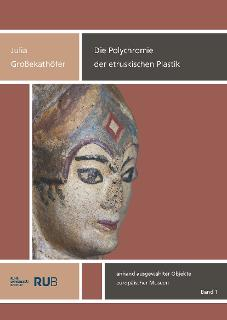 Julia
Großekathöfer
Die Polychromie
der etruskischen Plastik
anhand ausgewählter Objekte
europäischer Museen
Band 1
RUB